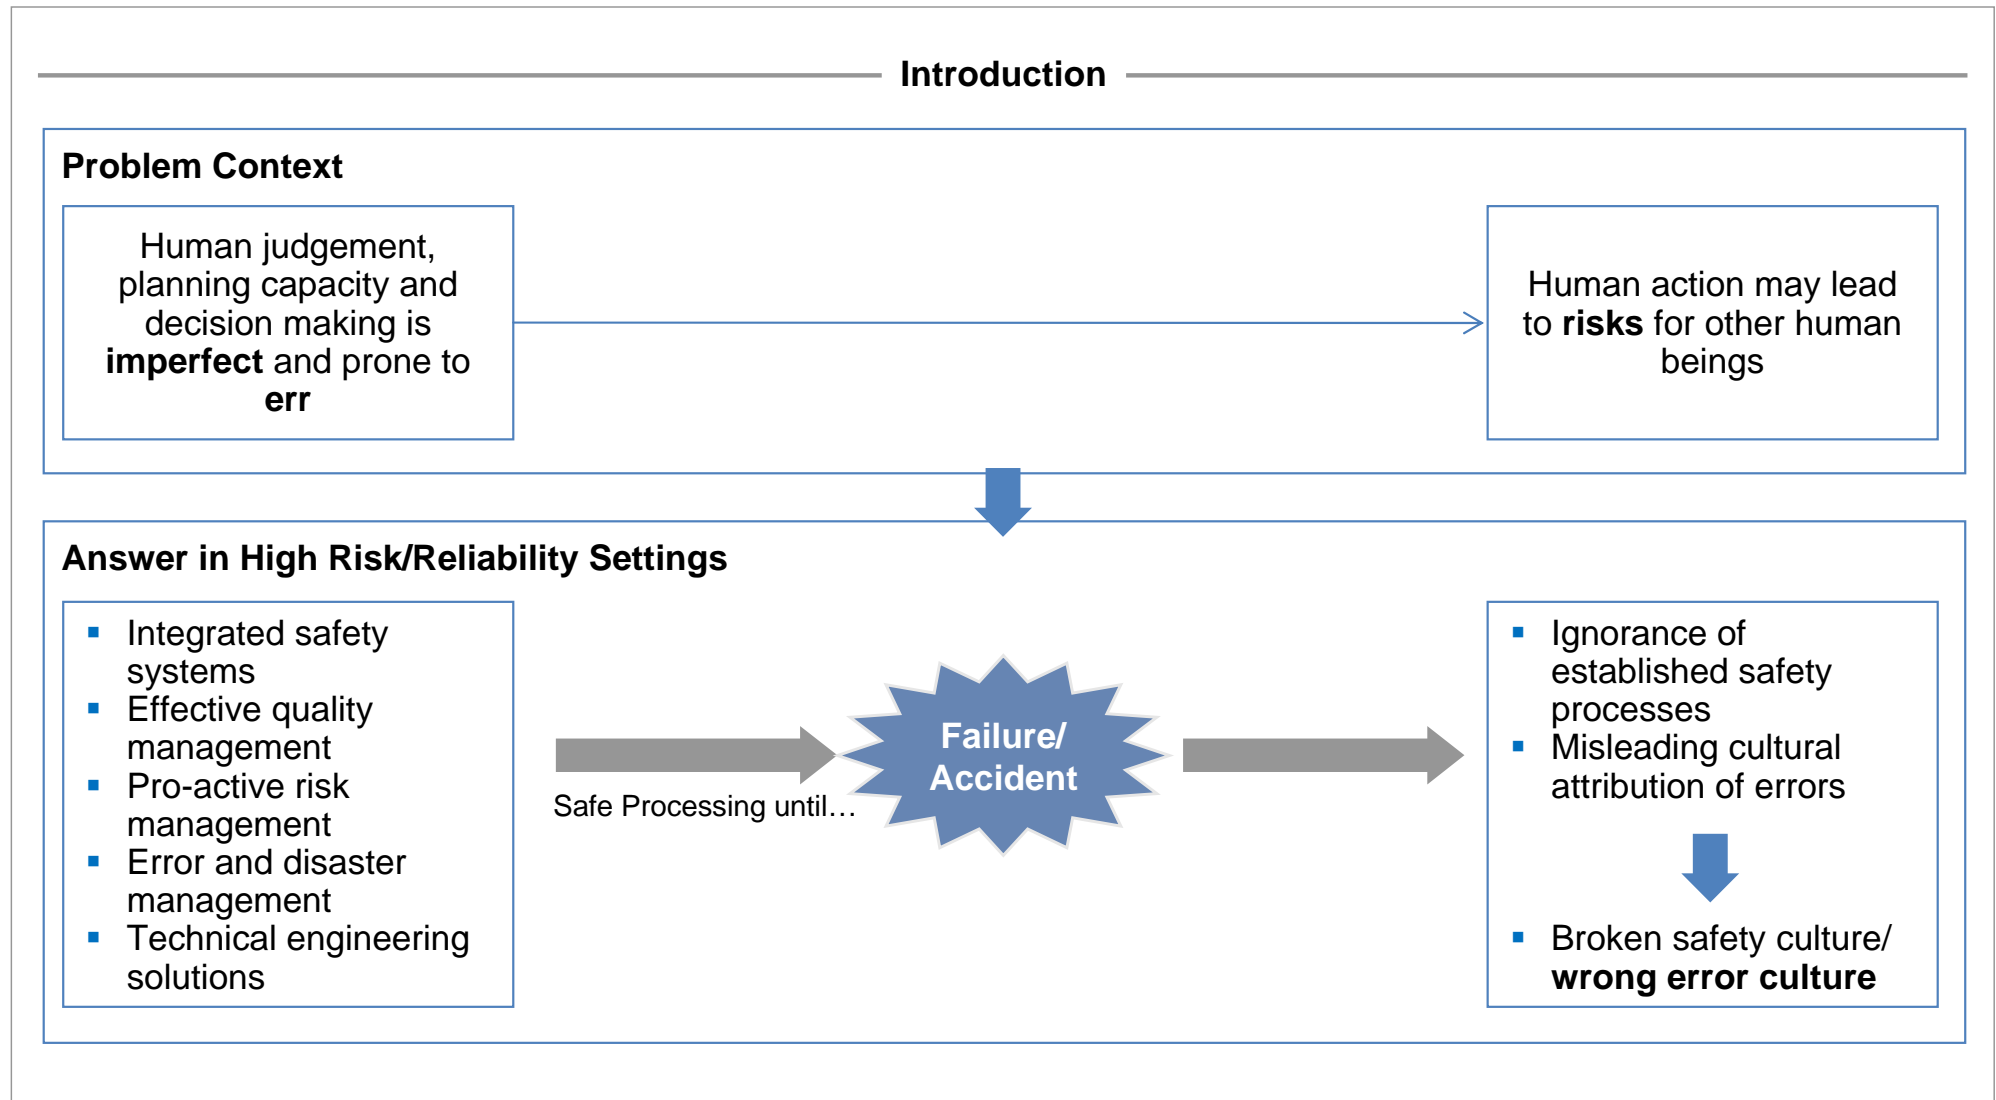 Introduction
Problem Context
Human judgement,
planning capacity and
decision making is
imperfect and prone to
err
Human action may lead
to risks for other human
beings
Answer in High Risk/Reliability Settings
▪ Integrated safety
systems
▪ Effective quality
management
▪ Pro-active risk
management
▪ Error and disaster
management
▪ Technical engineering
solutions
Safe Processing until…
Failure/
Accident
▪ Ignorance of
established safety
processes
▪ Misleading cultural
attribution of errors
▪ Broken safety culture/
wrong error culture